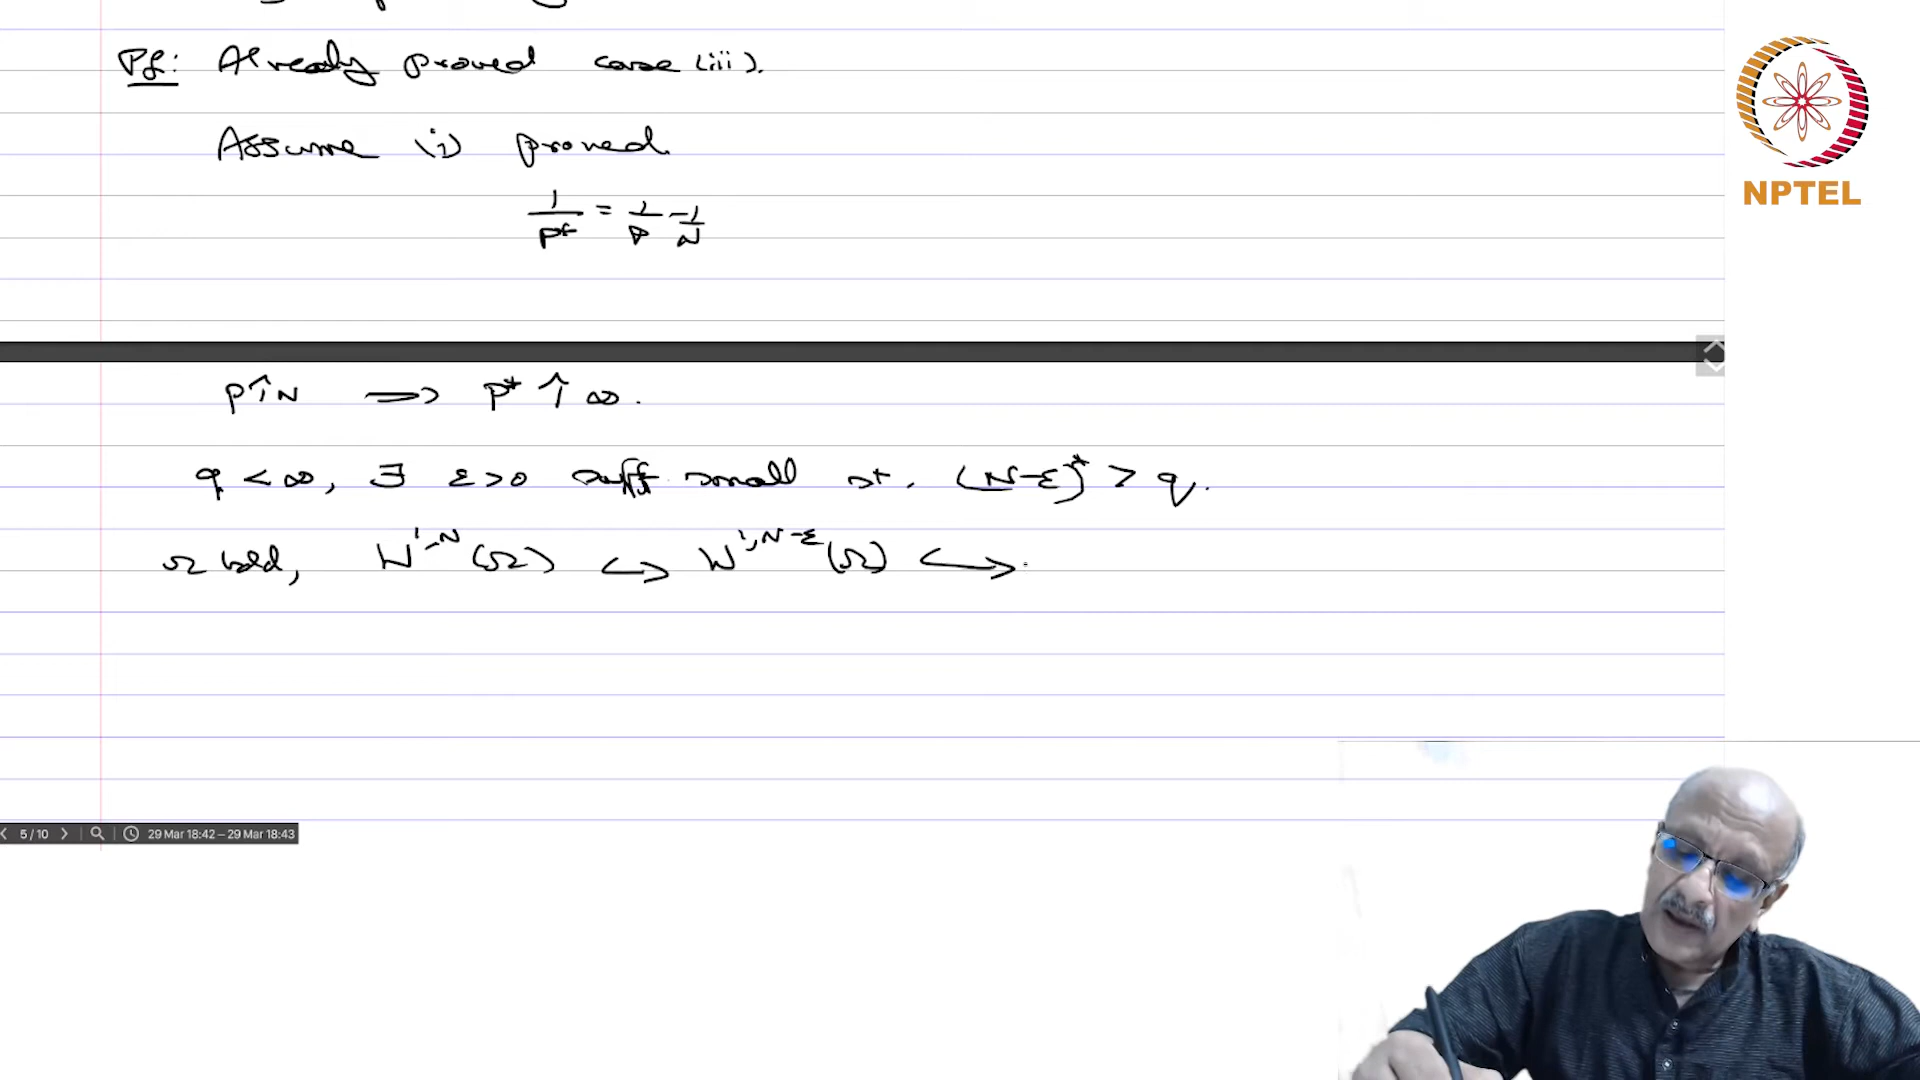 Pf: Already proved case (iii).
Assume (i) proved.
1/p* = 1/p - 1/N
NPTEL
p↑N ⟹ p* ↑ ∞.
q < ∞, ∃ ε>0 suff. small s.t. (N-ε)* > q.
Ω bdd, W^{1,N}(Ω) ↪ W^{1,N-ε}(Ω) ↪
5 / 10 29 Mar 18:42 – 29 Mar 18:43